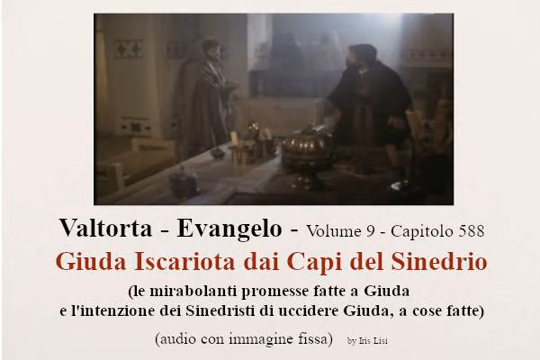 Valtorta - Evangelo - Volume 9 - Capitolo 588
Giuda Iscariota dai Capi del Sinedrio
(le mirabolanti promesse fatte a Giuda
e l'intenzione dei Sinedristi di uccidere Giuda, a cose fatte)
(audio con immagine fissa) by Iris Lisi